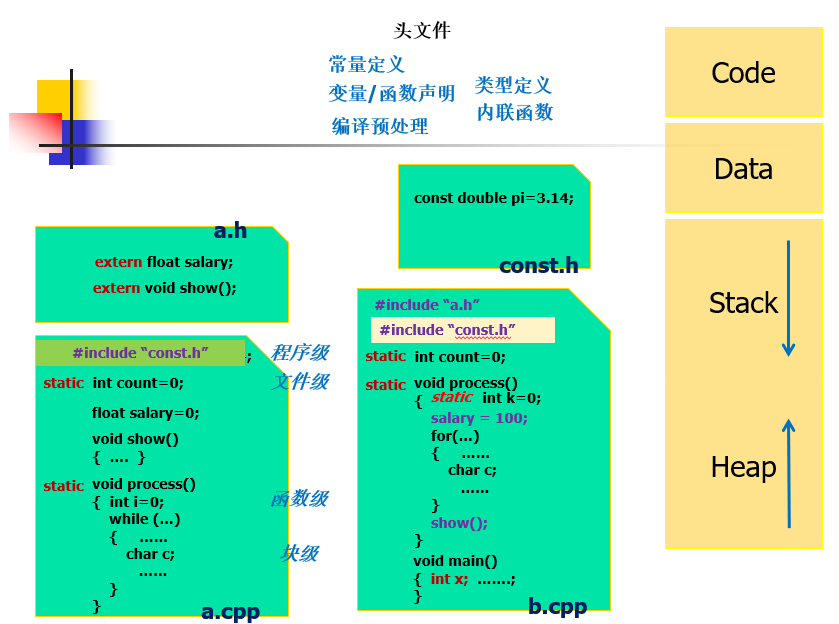 头文件
常量定义
变量/函数声明
编译预处理
类型定义
内联函数
Code
Data
Stack
Heap
const double pi=3.14;
const.h
a.h
extern float salary;
extern void show();
#include “const.h”
;
static int count=0;
float salary=0;
void show()
{ .... }
static void process()
{ int i=0;
while (...)
{ ......
char c;
......
}
}
a.cpp
程序级
文件级
函数级
块级
#include “a.h”
#include “const.h”
static int count=0;
static void process()
{ static int k=0;
salary = 100;
for(...)
{ ......
char c;
......
}
show();
}
void main()
{ int x; .......;
}
b.cpp